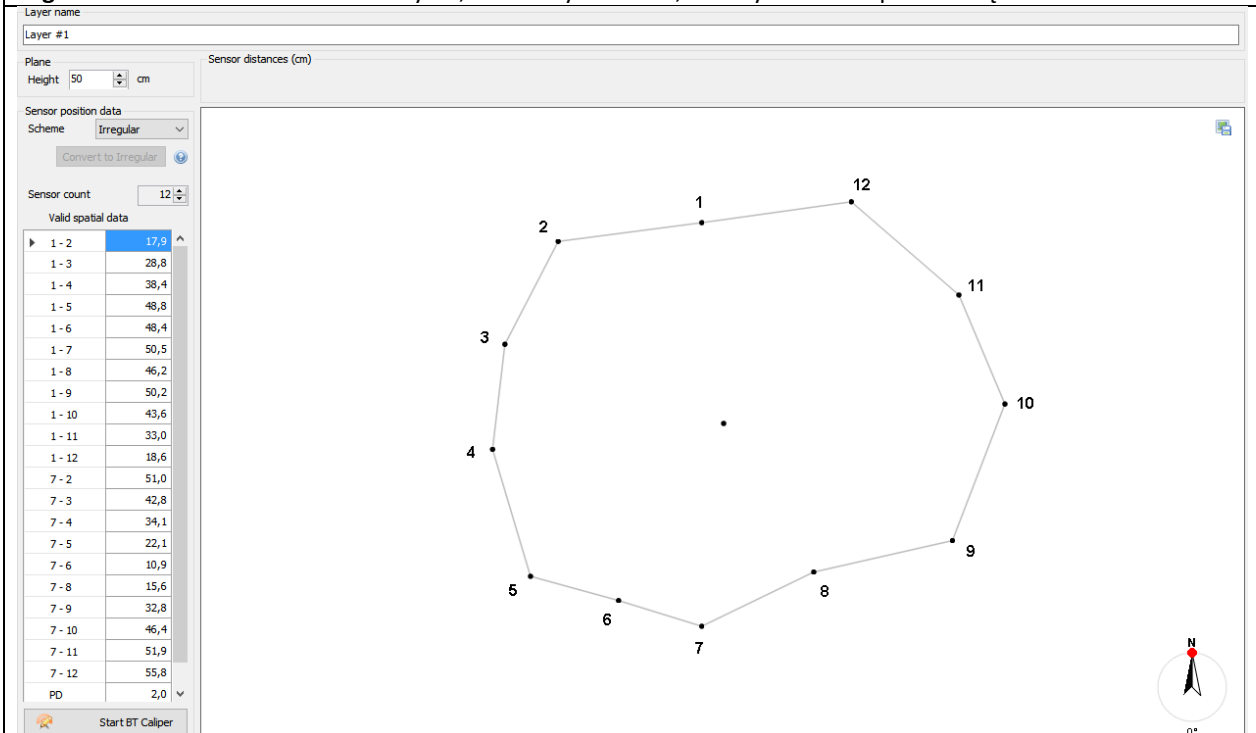 Layer name
Layer #1
Plane
Height 50 cm
Sensor distances (cm)
Sensor position data
Scheme Irregular
Convert to Irregular
Sensor count 12
Valid spatial data
1 - 2 17,9
1 - 3 28,8
1 - 4 38,4
1 - 5 48,8
1 - 6 48,4
1 - 7 50,5
1 - 8 46,2
1 - 9 50,2
1 - 10 43,6
1 - 11 33,0
1 - 12 18,6
7 - 2 51,0
7 - 3 42,8
7 - 4 34,1
7 - 5 22,1
7 - 6 10,9
7 - 8 15,6
7 - 9 32,8
7 - 10 46,4
7 - 11 51,9
7 - 12 55,8
PD 2,0
Start BT Caliper
12
1
2
11
3
10
4
9
5
8
6
7
N
0°